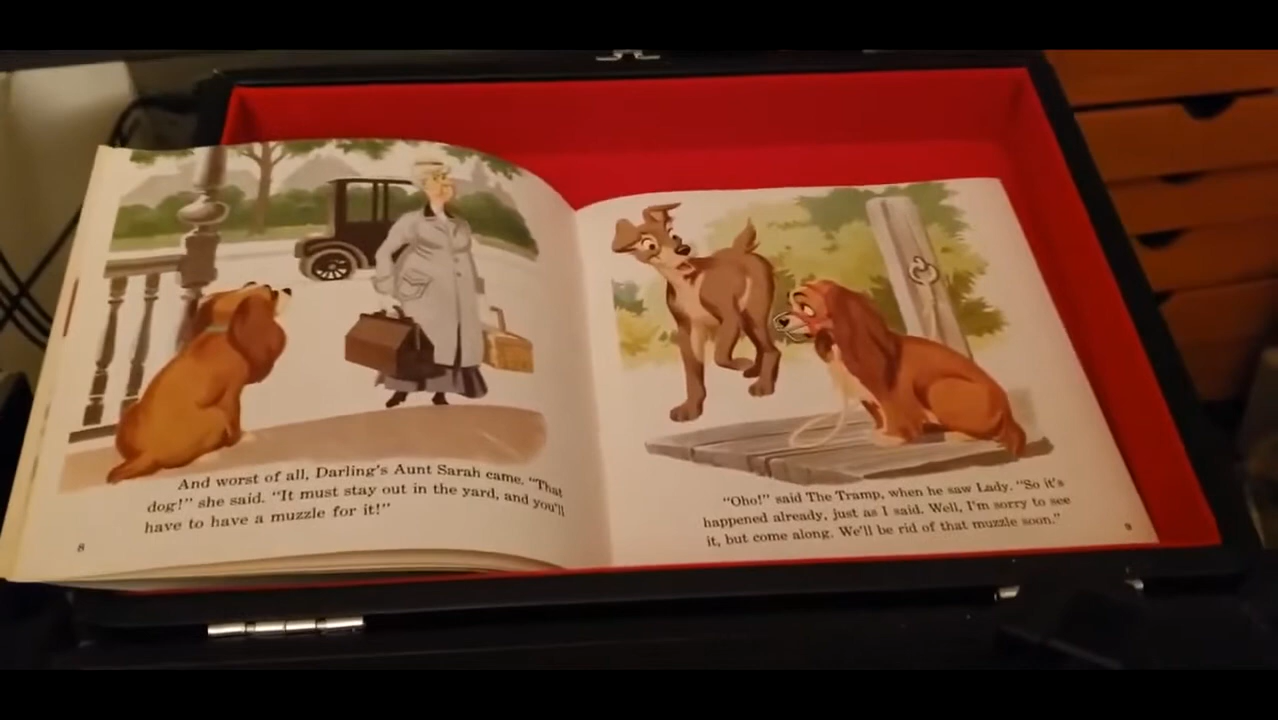 And worst of all, Darling's Aunt Sarah came. "That
dog!" she said. "It must stay out in the yard, and you'll
have to have a muzzle for it!"
8
"Oho!" said The Tramp, when he saw Lady. "So it's
happened already, just as I said. Well, I'm sorry to see
it, but come along. We'll be rid of that muzzle soon."
9